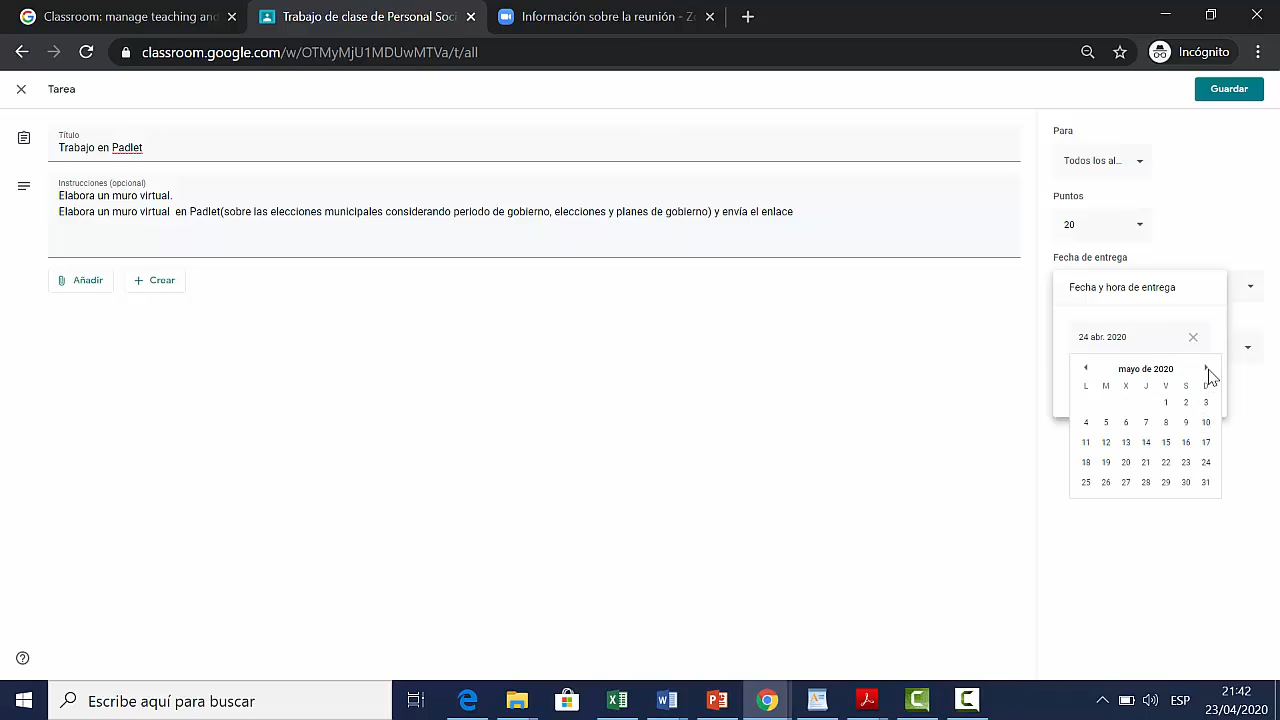 Classroom: manage teaching and
Trabajo de clase de Personal Soc
Información sobre la reunión - Zo
classroom.google.com/w/OTMyMjU1MDUwMTVa/t/all
Incógnito
Tarea
Guardar
Título
Trabajo en Padlet
Instrucciones (opcional)
Elabora un muro virtual.
Elabora un muro virtual en Padlet(sobre las elecciones municipales considerando periodo de gobierno, elecciones y planes de gobierno) y envía el enlace
Añadir
Crear
Para
Todos los al...
Puntos
20
Fecha de entrega
Fecha y hora de entrega
24 abr. 2020
mayo de 2020
L M X J V S D
1 2 3
4 5 6 7 8 9 10
11 12 13 14 15 16 17
18 19 20 21 22 23 24
25 26 27 28 29 30 31
Escribe aquí para buscar
ESP
21:42
23/04/2020